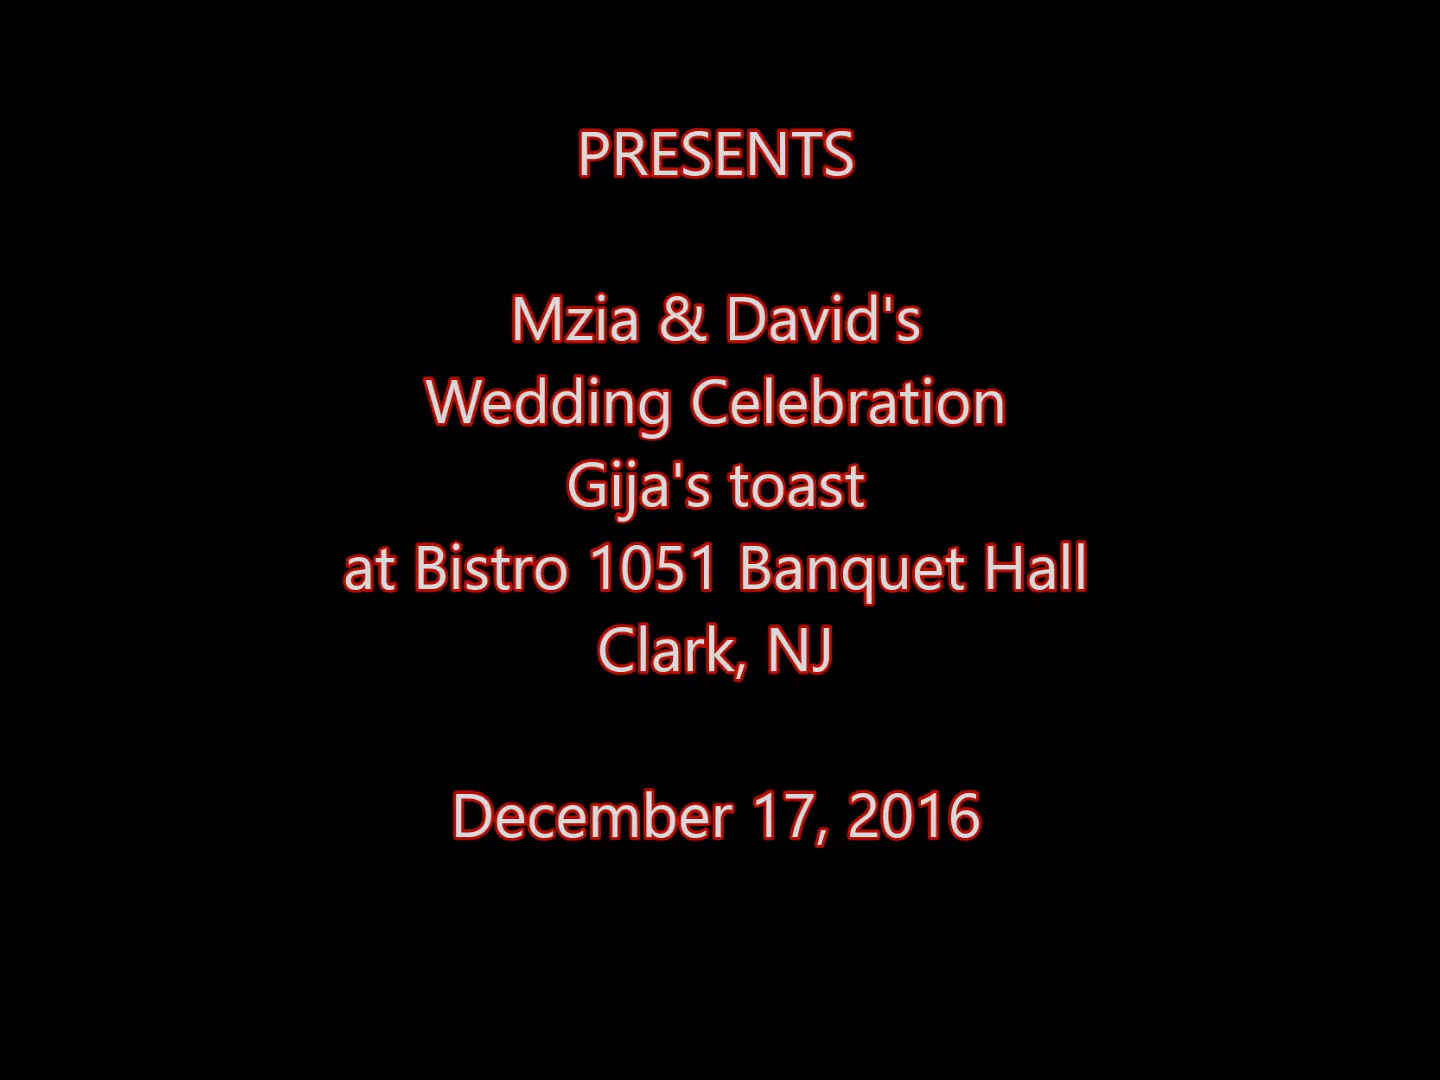 PRESENTS
Mzia & David's
Wedding Celebration
Gija's toast
at Bistro 1051 Banquet Hall
Clark, NJ
December 17, 2016